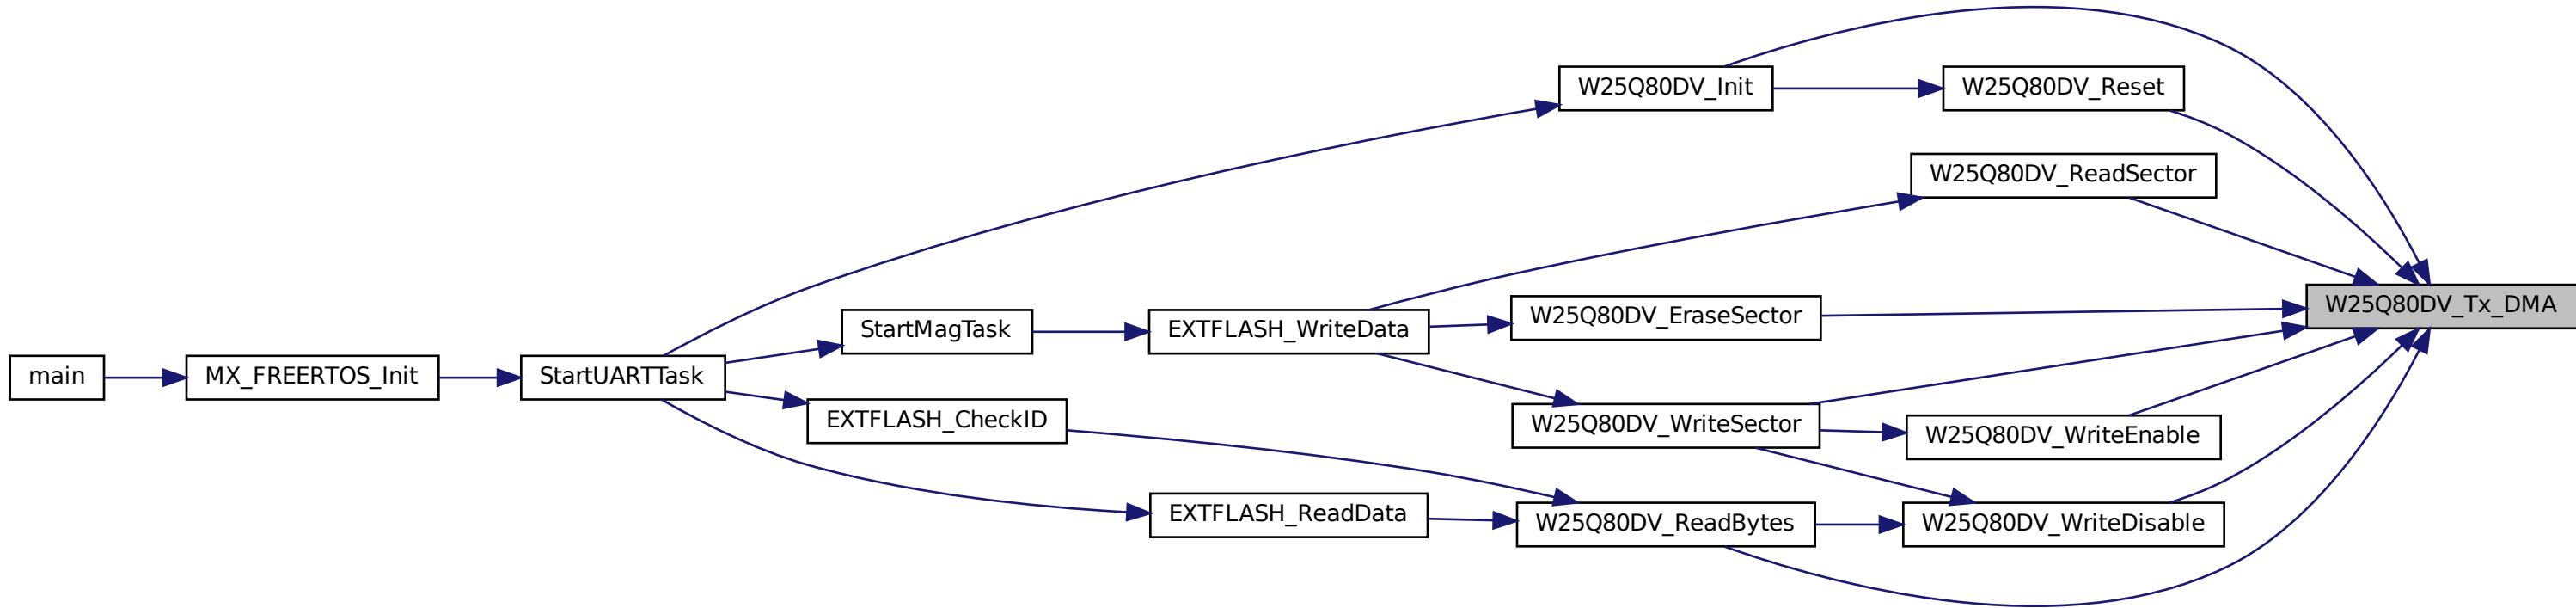 main
MX_FREERTOS_Init
StartUARTTask
StartMagTask
EXTFLASH_CheckID
EXTFLASH_WriteData
EXTFLASH_ReadData
W25Q80DV_Init
W25Q80DV_Reset
W25Q80DV_ReadSector
W25Q80DV_EraseSector
W25Q80DV_WriteSector
W25Q80DV_WriteEnable
W25Q80DV_ReadBytes
W25Q80DV_WriteDisable
W25Q80DV_Tx_DMA